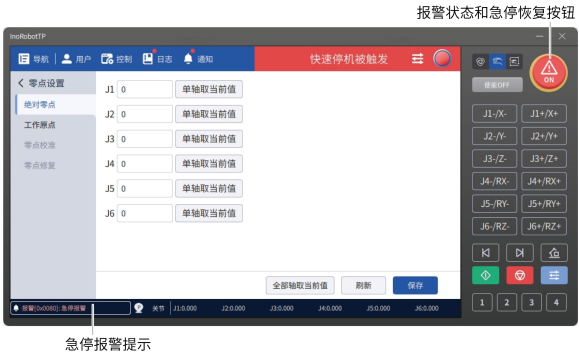 报警状态和急停恢复按钮
InoRobotTP
导航 用户 控制 日志 通知 快速停机被触发
零点设置
绝对零点
工作原点
零点校准
零点修复
J1 0 单轴取当前值
J2 0 单轴取当前值
J3 0 单轴取当前值
J4 0 单轴取当前值
J5 0 单轴取当前值
J6 0 单轴取当前值
全部轴取当前值 刷新 保存
报警[0x0080]:急停报警 关节 J1:0.000 J2:0.000 J3:0.000 J4:0.000 J5:0.000 J6:0.000
ON
使能OFF
J1-/X- J1+/X+
J2-/Y- J2+/Y+
J3-/Z- J3+/Z+
J4-/RX- J4+/RX+
J5-/RY- J5+/RY+
J6-/RZ- J6+/RZ+
1 2 3 4
急停报警提示